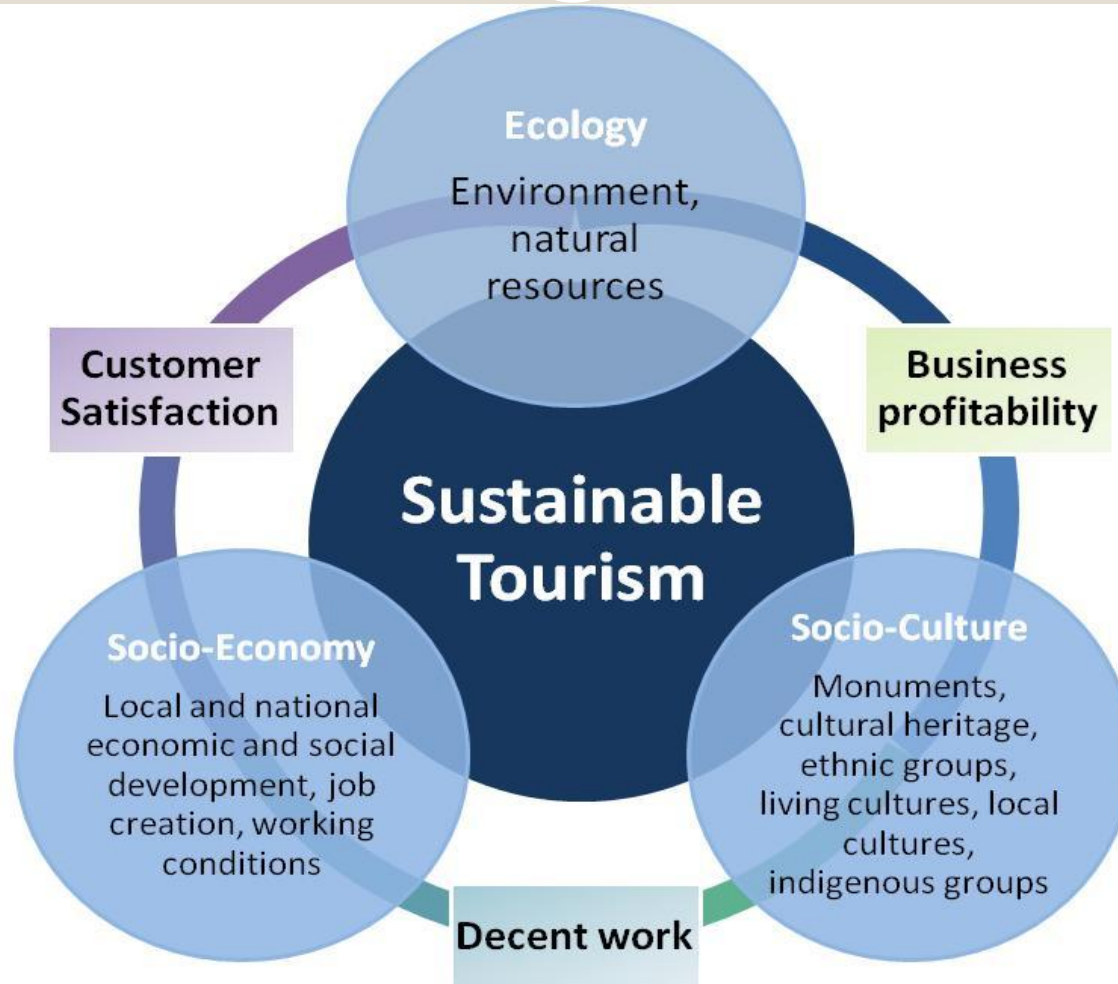 Ecology
Environment,
natural
resources
Customer
Satisfaction
Business
profitability
Sustainable
Tourism
Socio-Economy
Local and national
economic and social
development, job
creation, working
conditions
Socio-Culture
Monuments,
cultural heritage,
ethnic groups,
living cultures, local
cultures,
indigenous groups
Decent work